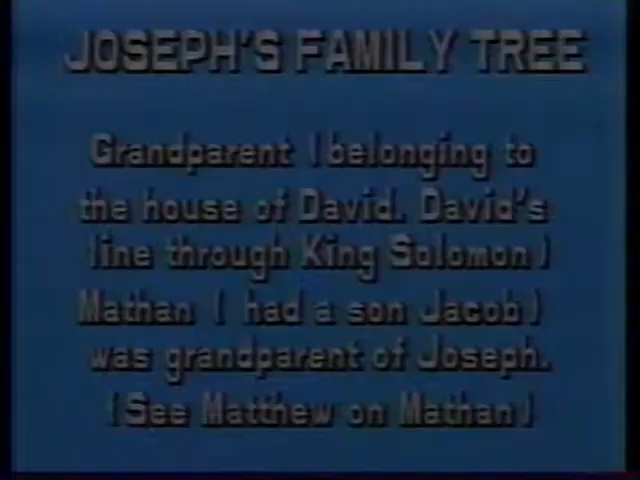 JOSEPH'S FAMILY TREE
Grandparent (belonging to
the house of David. David's
line through King Solomon)
Mathan ( had a son Jacob)
was grandparent of Joseph.
(See Matthew on Mathan)